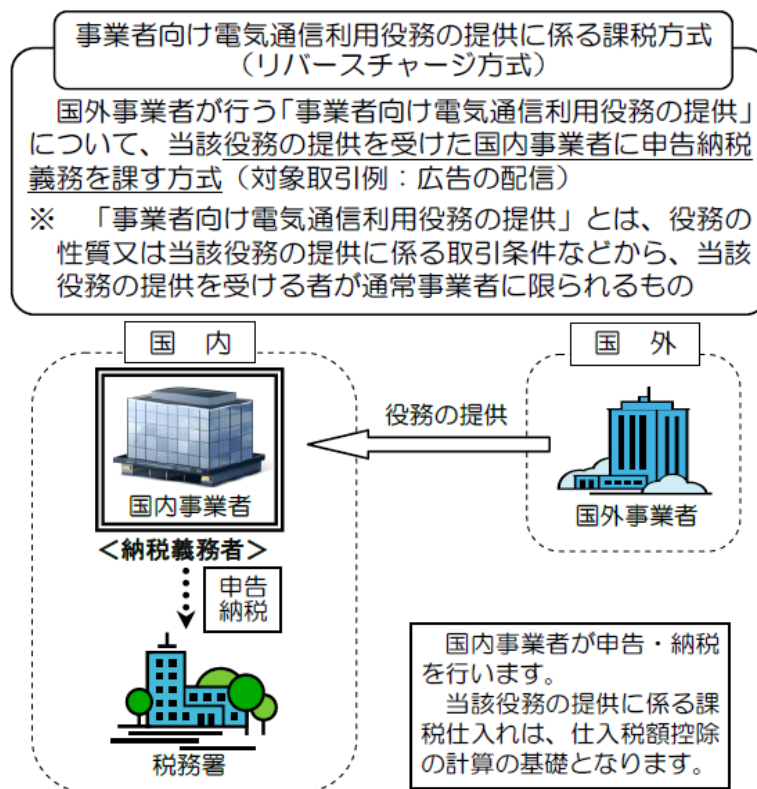 事業者向け電気通信利用役務の提供に係る課税方式
（リバースチャージ方式）
国外事業者が行う「事業者向け電気通信利用役務の提供」
について、当該役務の提供を受けた国内事業者に申告納税
義務を課す方式（対象取引例：広告の配信）
※　「事業者向け電気通信利用役務の提供」とは、役務の
性質又は当該役務の提供に係る取引条件などから、当該
役務の提供を受ける者が通常事業者に限られるもの
国　内
国　外
役務の提供
国内事業者
国外事業者
＜納税義務者＞
申告
納税
税務署
国内事業者が申告・納税
を行います。
当該役務の提供に係る課
税仕入れは、仕入税額控除
の計算の基礎となります。